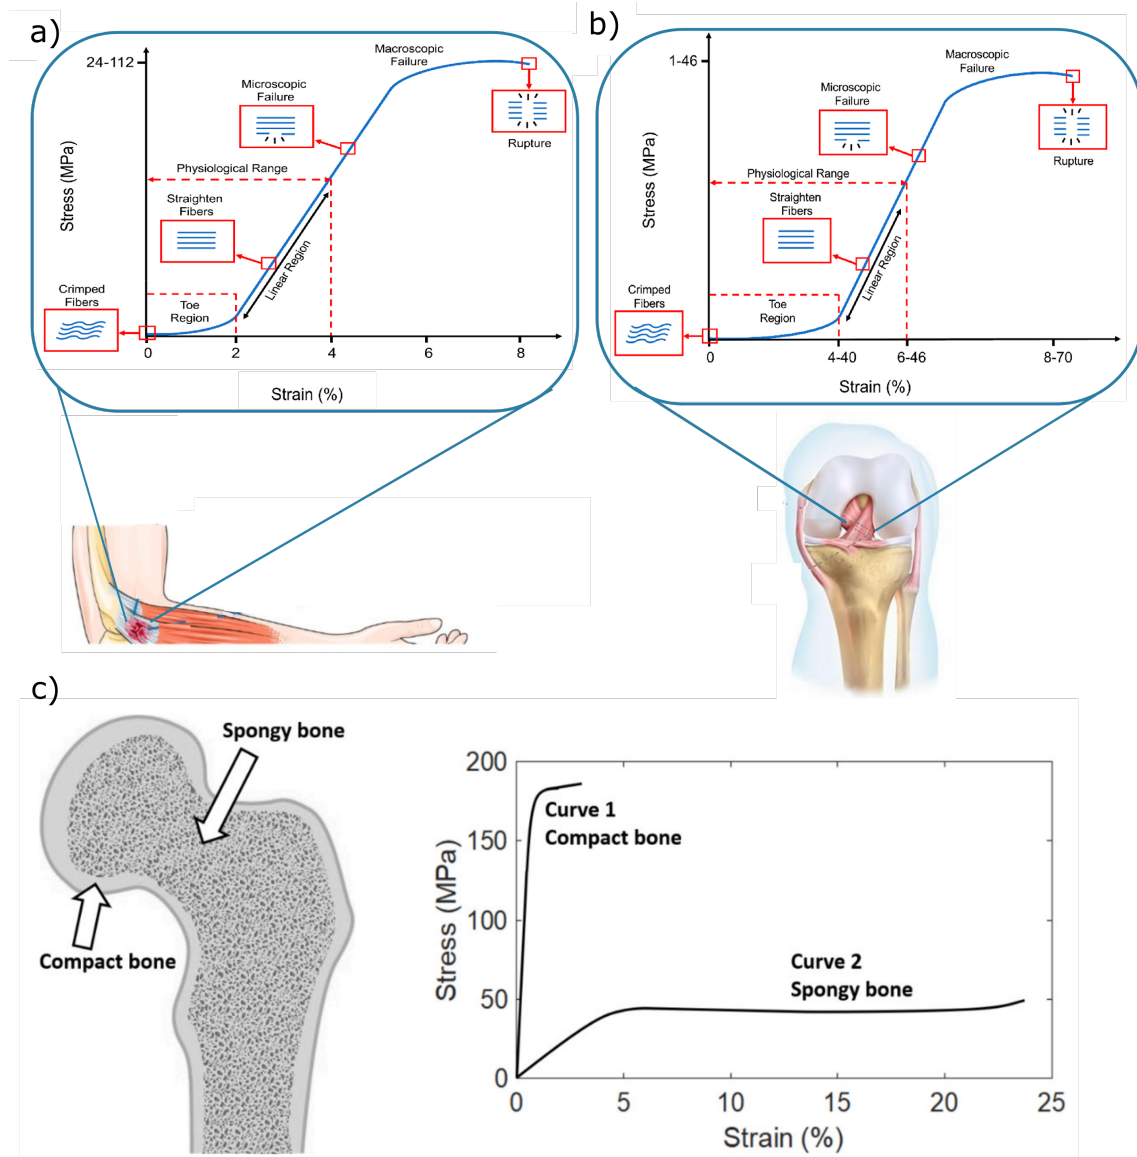 a)
24-112
Stress (MPa)
Macroscopic
Failure
Microscopic
Failure
Rupture
Physiological Range
Straighten
Fibers
Linear Region
Crimped
Fibers
Toe
Region
0
2
4
6
8
Strain (%)
b)
1-46
Stress (MPa)
Macroscopic
Failure
Microscopic
Failure
Rupture
Physiological Range
Straighten
Fibers
Linear Region
Crimped
Fibers
Toe
Region
0
4-40
6-46
8-70
Strain (%)
c)
Spongy bone
Compact bone
200
150
100
50
0
Stress (MPa)
Curve 1
Compact bone
Curve 2
Spongy bone
0
5
10
15
20
25
Strain (%)